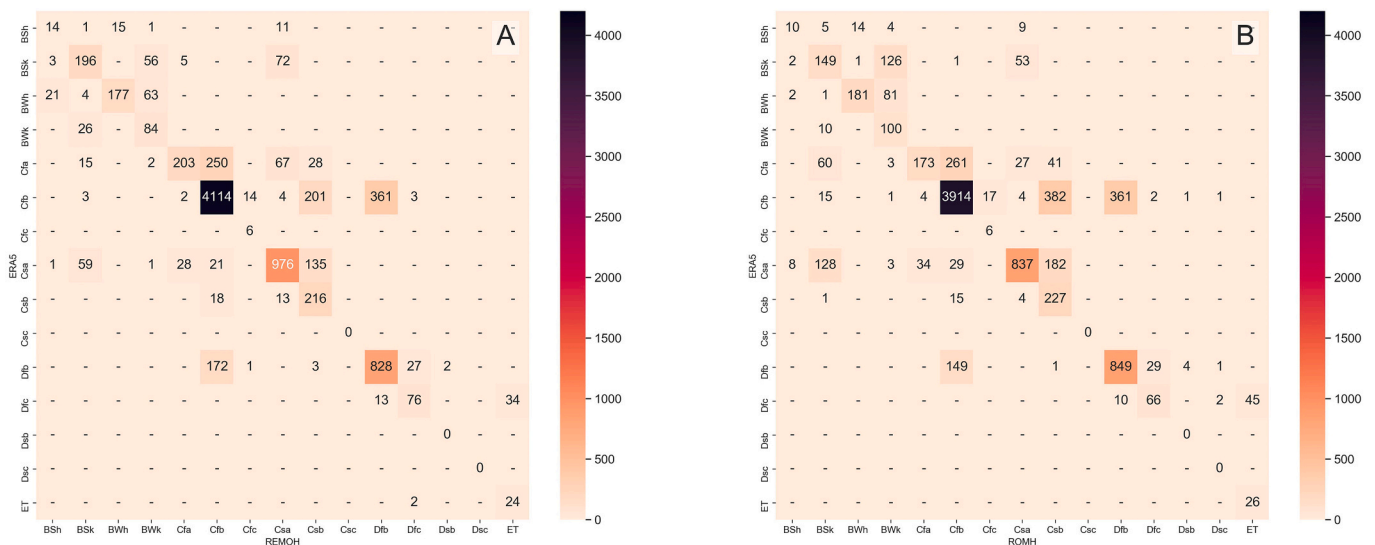 A
BSh 14 1 15 1 - - - 11 - - - - - - -
BSk 3 196 - 56 5 - - 72 - - - - - - -
BWh 21 4 177 63 - - - - - - - - - - -
BWk - 26 - 84 - - - - - - - - - - -
Cfa - 15 - 2 203 250 - 67 28 - - - - - -
Cfb - 3 - - 2 4114 14 4 201 - 361 3 - - -
Cfc - - - - - - 6 - - - - - - - -
ERA5
Csa 1 59 - 1 28 21 - 976 135 - - - - - -
Csb - - - - - 18 - 13 216 - - - - - -
Csc - - - - - - - - - 0 - - - - -
Dfb - - - - - 172 1 - 3 - 828 27 2 - -
Dfc - - - - - - - - - - 13 76 - - 34
Dsb - - - - - - - - - - - - 0 - -
Dsc - - - - - - - - - - - - - 0 -
ET - - - - - - - - - - - 2 - - 24
BSh BSk BWh BWk Cfa Cfb Cfc Csa Csb Csc Dfb Dfc Dsb Dsc ET
REMOH
4000
3500
3000
2500
2000
1500
1000
500
0
B
BSh 10 5 14 4 - - - 9 - - - - - - -
BSk 2 149 1 126 - 1 - 53 - - - - - - -
BWh 2 1 181 81 - - - - - - - - - - -
BWk - 10 - 100 - - - - - - - - - - -
Cfa - 60 - 3 173 261 - 27 41 - - - - - -
Cfb - 15 - 1 4 3914 17 4 382 - 361 2 1 1 -
Cfc - - - - - - 6 - - - - - - - -
ERA5
Csa 8 128 - 3 34 29 - 837 182 - - - - - -
Csb - 1 - - - 15 - 4 227 - - - - - -
Csc - - - - - - - - - 0 - - - - -
Dfb - - - - - 149 - - 1 - 849 29 4 1 -
Dfc - - - - - - - - - - 10 66 - 2 45
Dsb - - - - - - - - - - - - 0 - -
Dsc - - - - - - - - - - - - - 0 -
ET - - - - - - - - - - - - - - 26
BSh BSk BWh BWk Cfa Cfb Cfc Csa Csb Csc Dfb Dfc Dsb Dsc ET
ROMH
4000
3500
3000
2500
2000
1500
1000
500
0